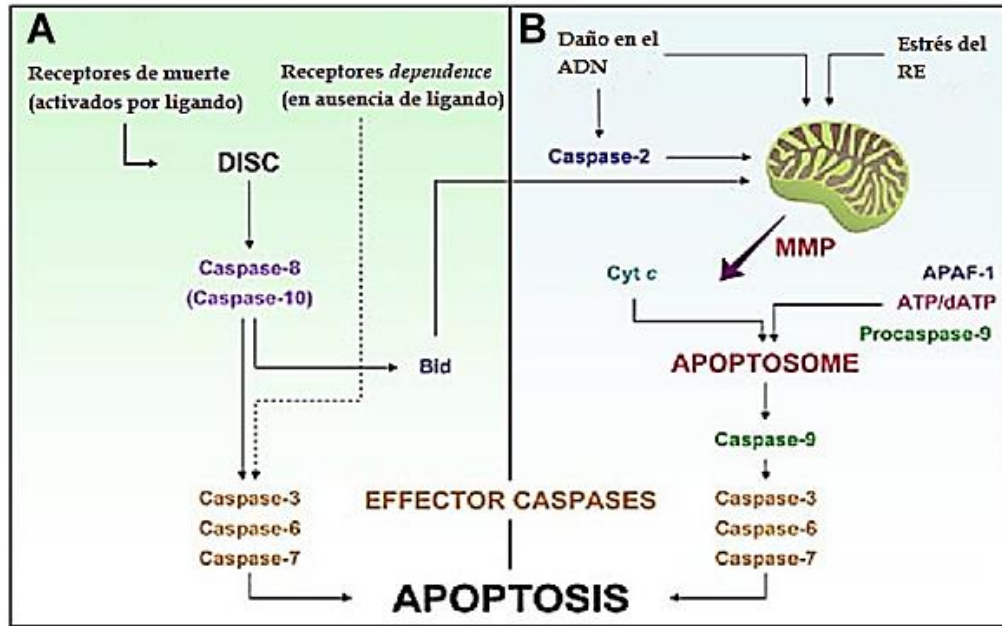 A
Receptores de muerte
(activados por ligando)
Receptores dependence
(en ausencia de ligando)
DISC
Caspase-8
(Caspase-10)
Bid
Caspase-3
Caspase-6
Caspase-7
B
Daño en el
ADN
Estrés del
RE
Caspase-2
MMP
Cyt c
APAF-1
ATP/dATP
Procaspase-9
APOPTOSOME
Caspase-9
EFFECTOR CASPASES
Caspase-3
Caspase-6
Caspase-7
APOPTOSIS